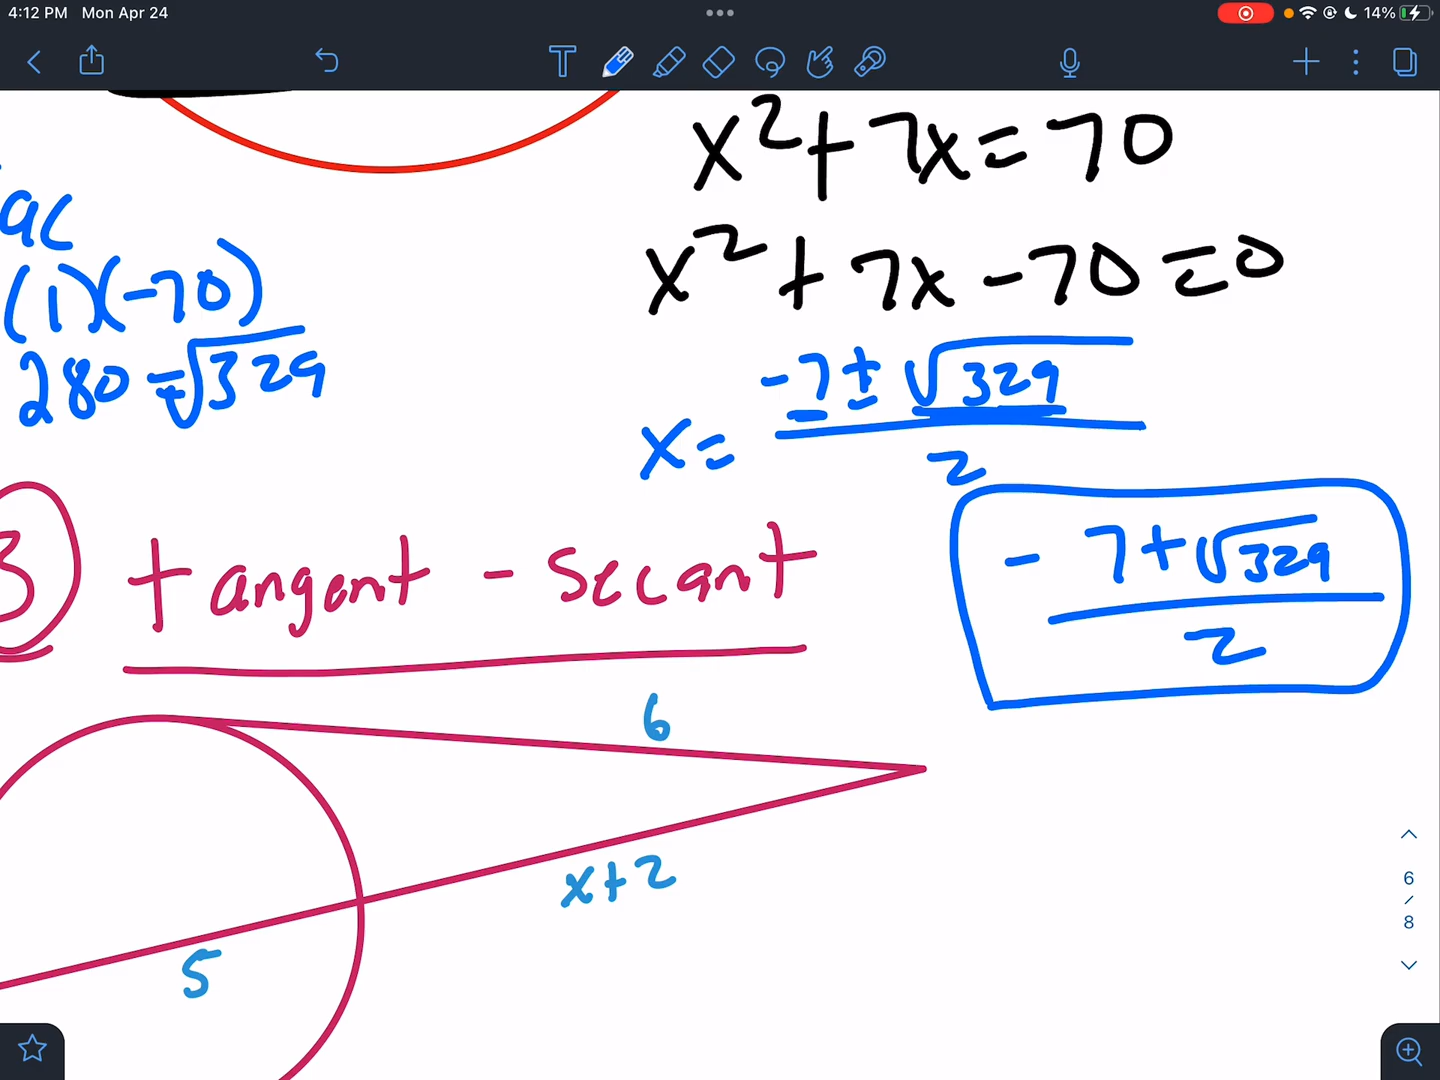 4:12 PM Mon Apr 24
14%
x²+7x=70
x²+7x-70=0
ac
(1)(-70)
280=√329
x= -7±√329 / 2
-7+√329 / 2
3
tangent - secant
6
x+2
5
6
/
8